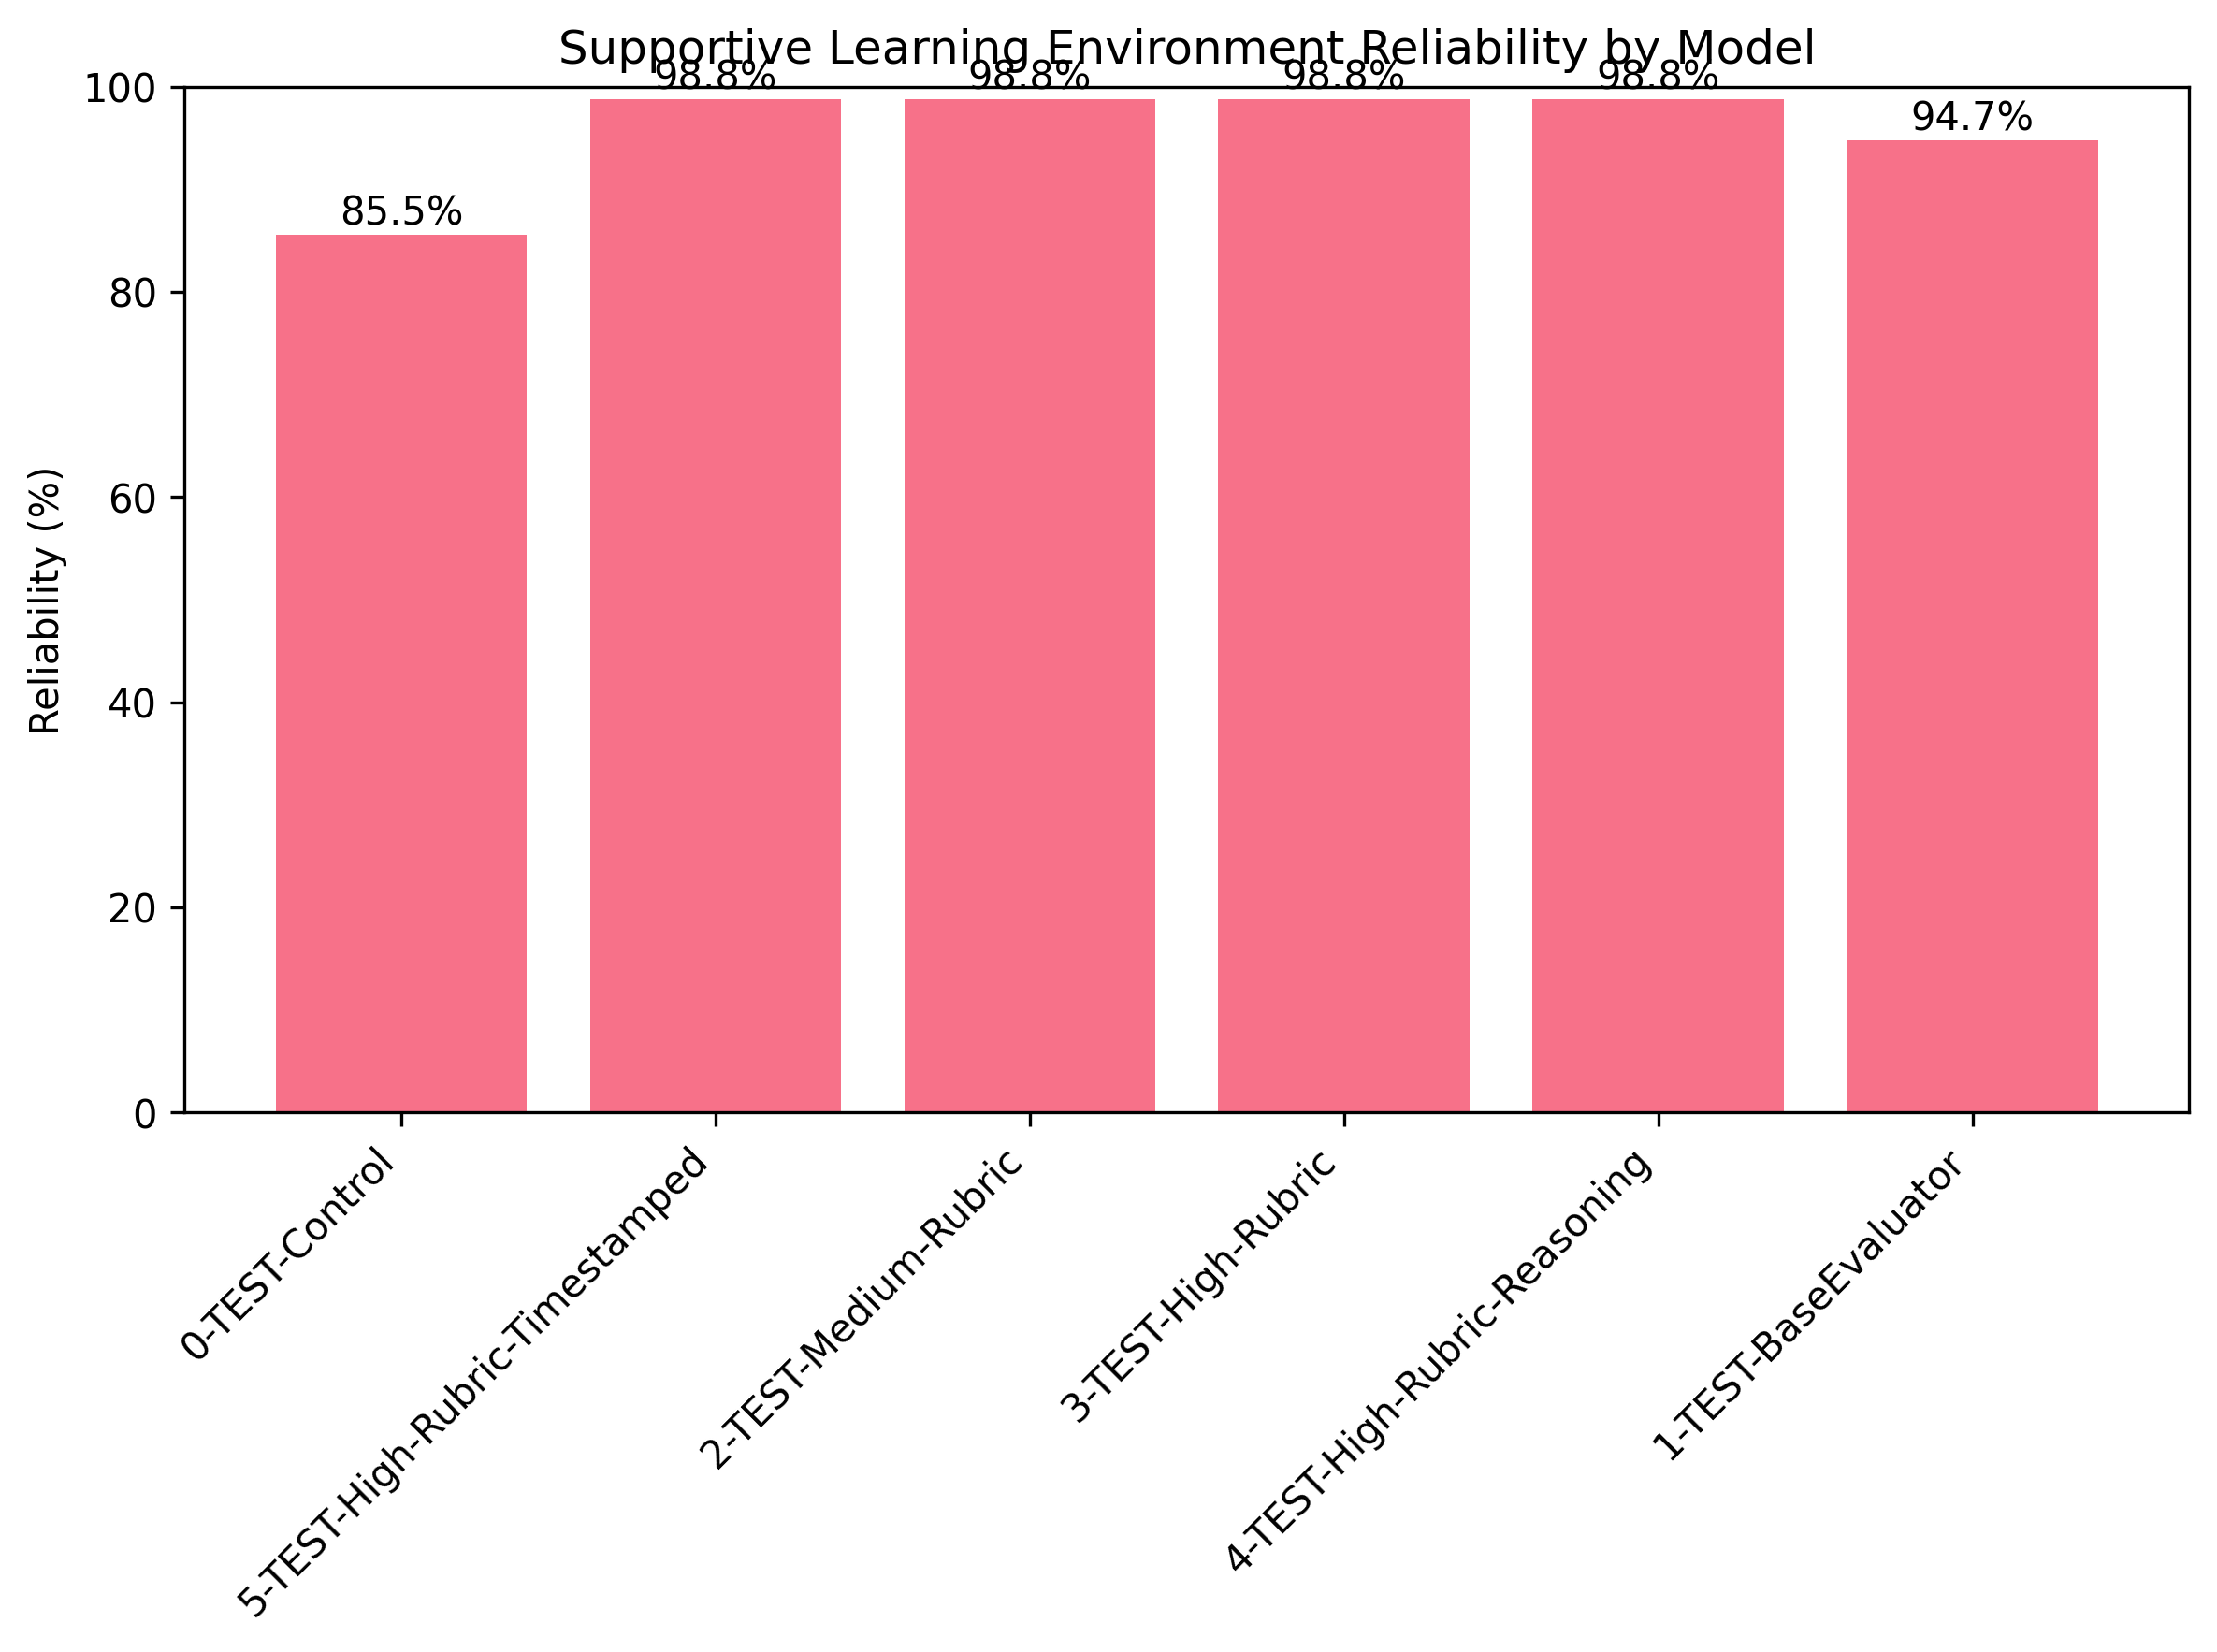 Supportive Learning Environment Reliability by Model
98.8%
98.8%
98.8%
98.8%
94.7%
85.5%
100
80
60
40
20
0
Reliability (%)
0-TEST-Control
5-TEST-High-Rubric-Timestamped
2-TEST-Medium-Rubric
3-TEST-High-Rubric
4-TEST-High-Rubric-Reasoning
1-TEST-BaseEvaluator